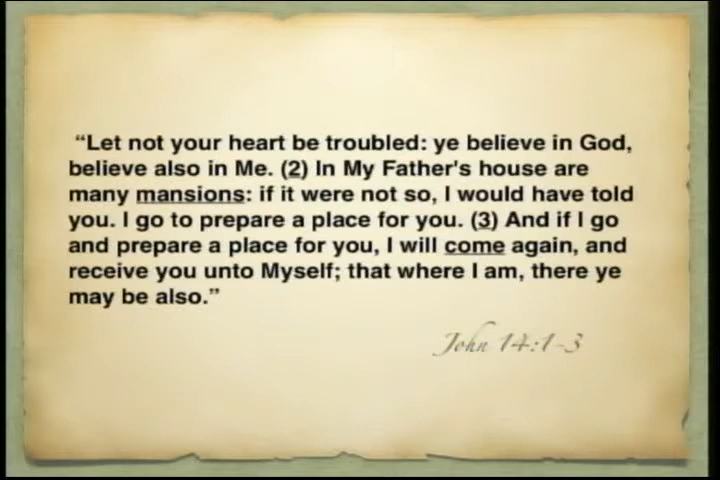 “Let not your heart be troubled: ye believe in God,
believe also in Me. (2) In My Father's house are
many mansions: if it were not so, I would have told
you. I go to prepare a place for you. (3) And if I go
and prepare a place for you, I will come again, and
receive you unto Myself; that where I am, there ye
may be also.”
John 14:1-3